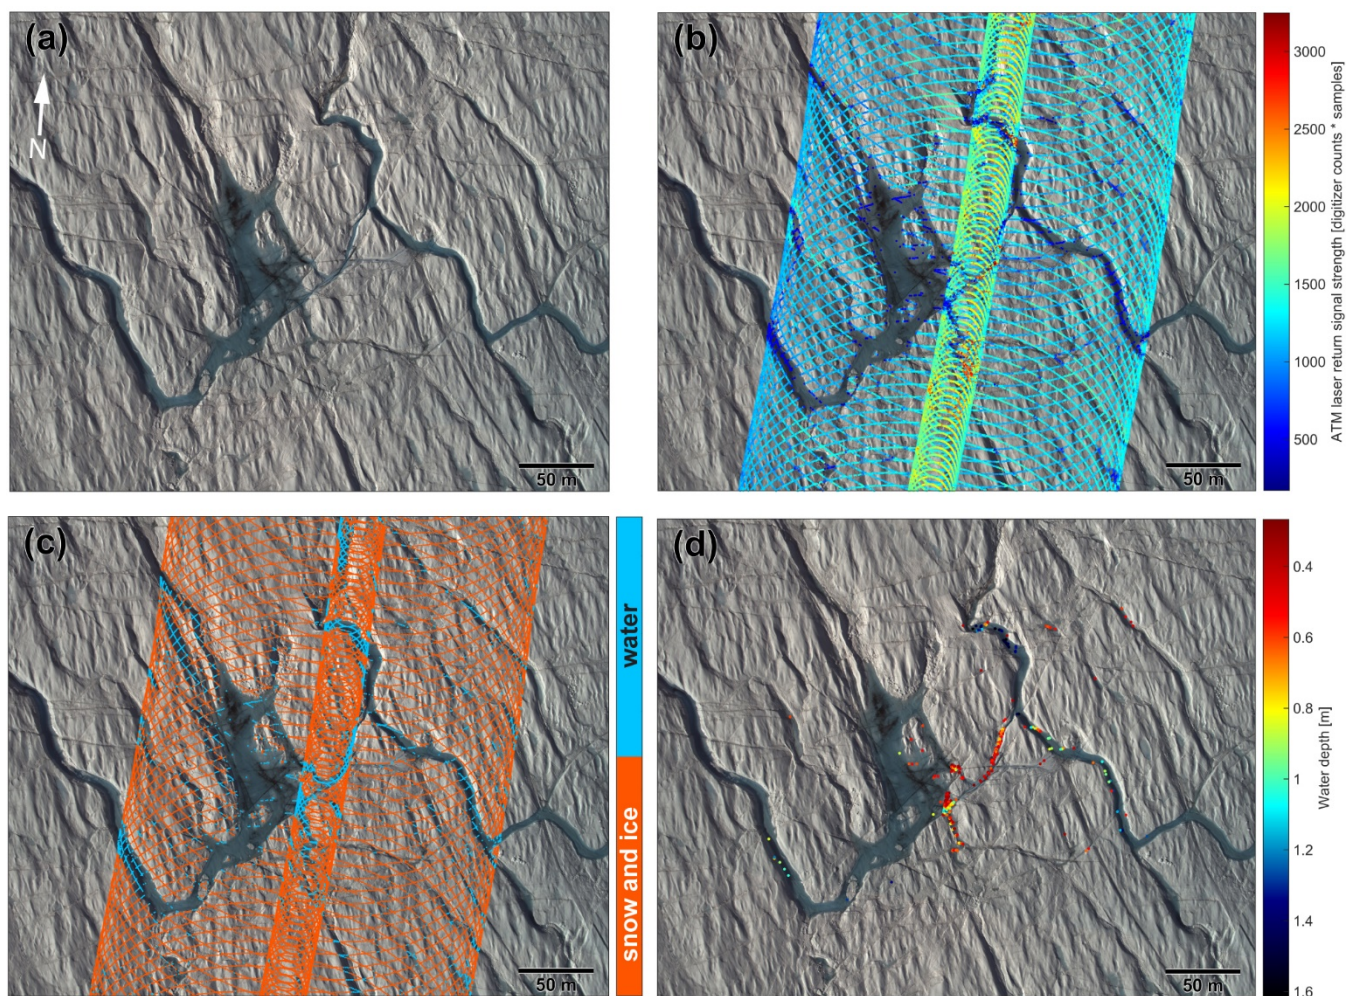 (a)
N
50 m
(b)
50 m
3000
2500
2000
1500
1000
500
ATM laser return signal strength [digitizer counts * samples]
(c)
50 m
water
snow and ice
(d)
50 m
0.4
0.6
0.8
1
1.2
1.4
1.6
Water depth [m]